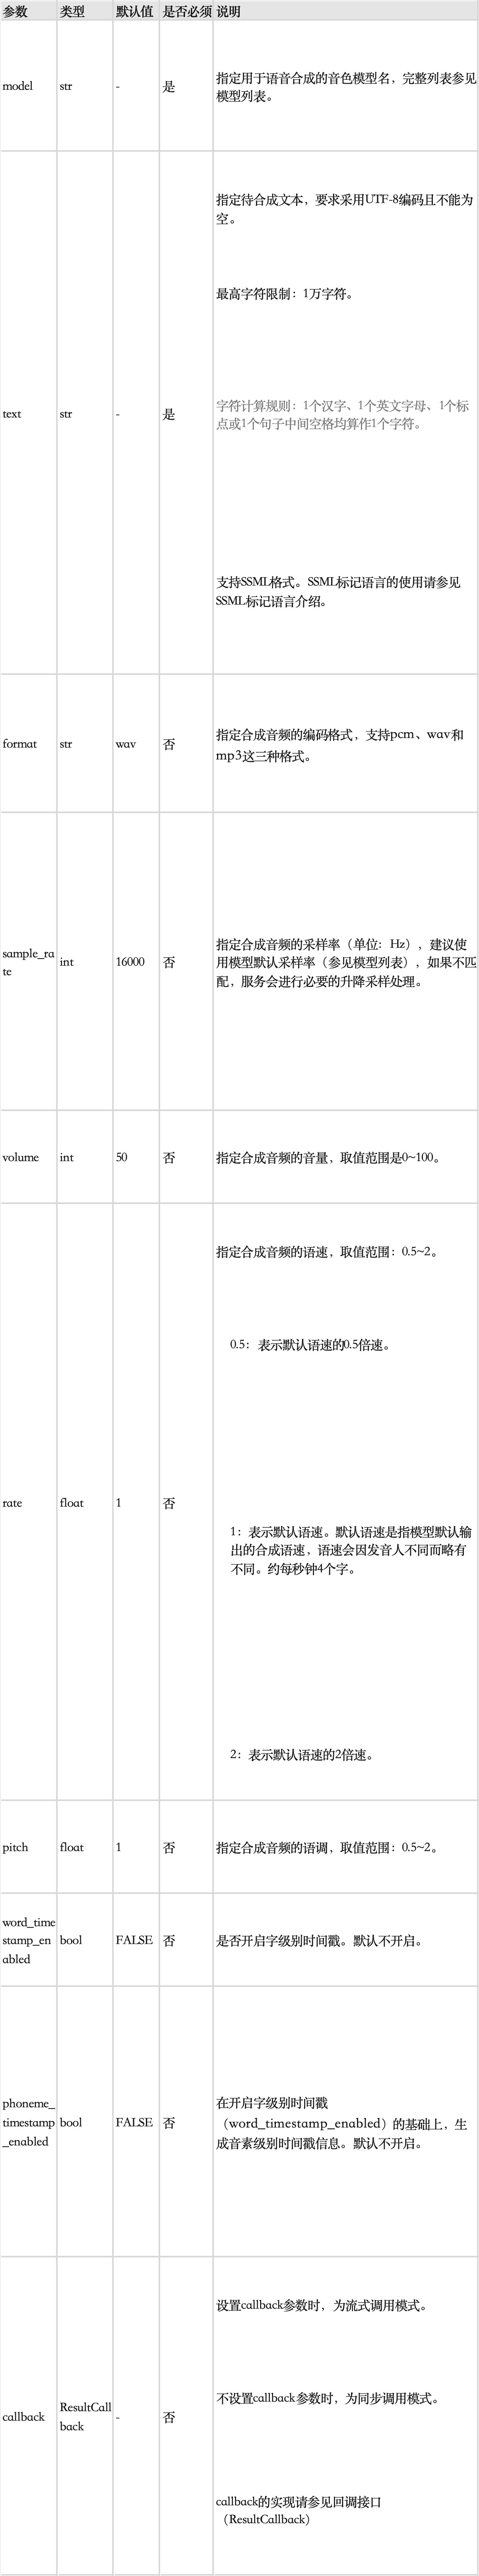 参数 类型 默认值 是否必须 说明
model str - 是 指定用于语音合成的音色模型名，完整列表参见
模型列表。
指定待合成文本，要求采用UTF-8编码且不能为
空。
最高字符限制：1万字符。
text str - 是 字符计算规则：1个汉字、1个英文字母、1个标
点或1个句子中间空格均算作1个字符。
支持SSML格式。SSML标记语言的使用请参见
SSML标记语言介绍。
format str wav 否 指定合成音频的编码格式，支持pcm、wav和
mp3这三种格式。
sample_ra
te int 16000 否 指定合成音频的采样率（单位：Hz），建议使
用模型默认采样率（参见模型列表），如果不匹
配，服务会进行必要的升降采样处理。
volume int 50 否 指定合成音频的音量，取值范围是0~100。
指定合成音频的语速，取值范围：0.5~2。
0.5：表示默认语速的0.5倍速。
rate float 1 否
1：表示默认语速。默认语速是指模型默认输
出的合成语速，语速会因发音人不同而略有
不同。约每秒钟4个字。
2：表示默认语速的2倍速。
pitch float 1 否 指定合成音频的语调，取值范围：0.5~2。
word_time
stamp_en
abled bool FALSE 否 是否开启字级别时间戳。默认不开启。
phoneme_
timestamp
_enabled bool FALSE 否 在开启字级别时间戳
（word_timestamp_enabled）的基础上，生
成音素级别时间戳信息。默认不开启。
设置callback参数时，为流式调用模式。
不设置callback参数时，为同步调用模式。
callback ResultCall
back - 否
callback的实现请参见回调接口
（ResultCallback）